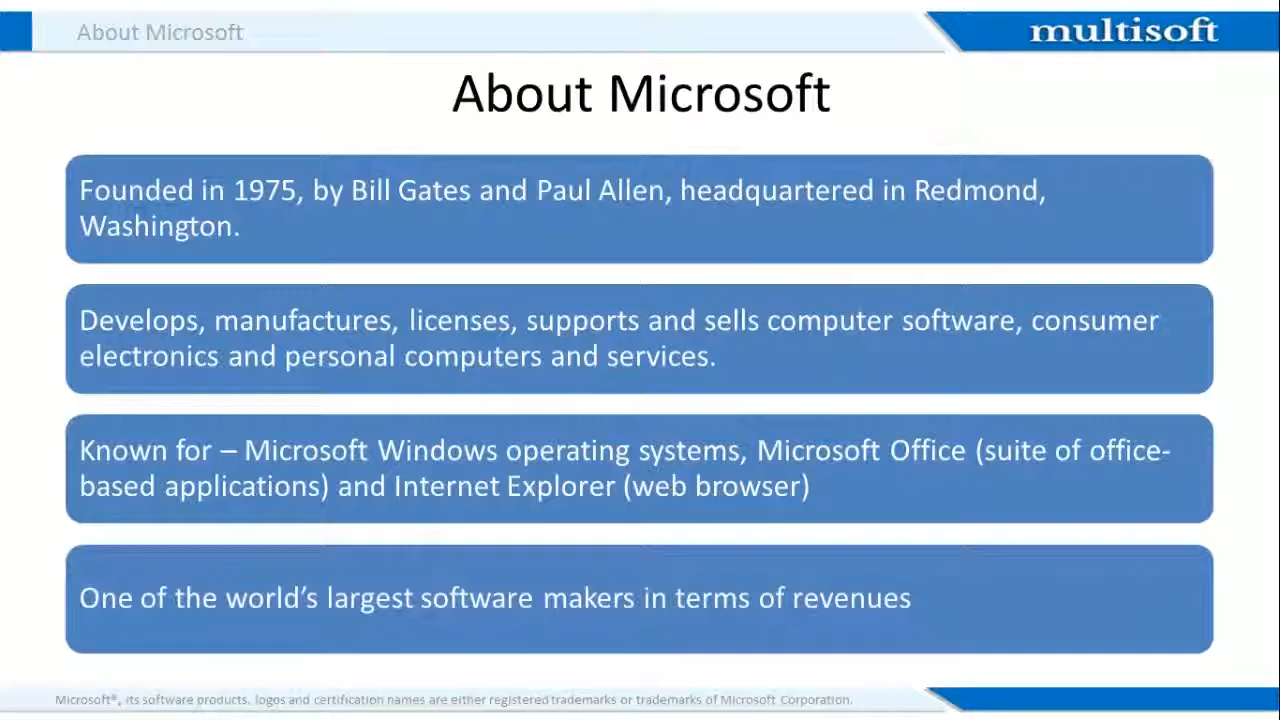 About Microsoft
multisoft
About Microsoft
Founded in 1975, by Bill Gates and Paul Allen, headquartered in Redmond,
Washington.
Develops, manufactures, licenses, supports and sells computer software, consumer
electronics and personal computers and services.
Known for – Microsoft Windows operating systems, Microsoft Office (suite of office-
based applications) and Internet Explorer (web browser)
One of the world’s largest software makers in terms of revenues
Microsoft®, its software products, logos and certification names are either registered trademarks or trademarks of Microsoft Corporation.